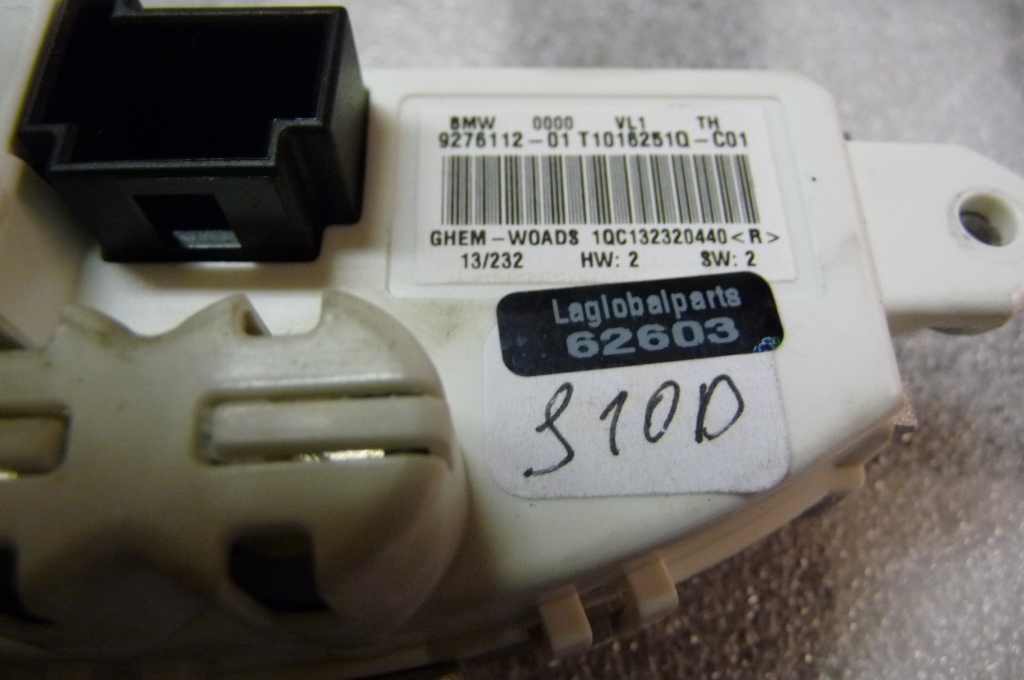 BMW 0000 VL1 TH
9276112-01 T1016251Q-C01
GHEM-WOADS 1QC132320440<R>
13/232 HW: 2 SW: 2
Laglobalparts
62603
S10D